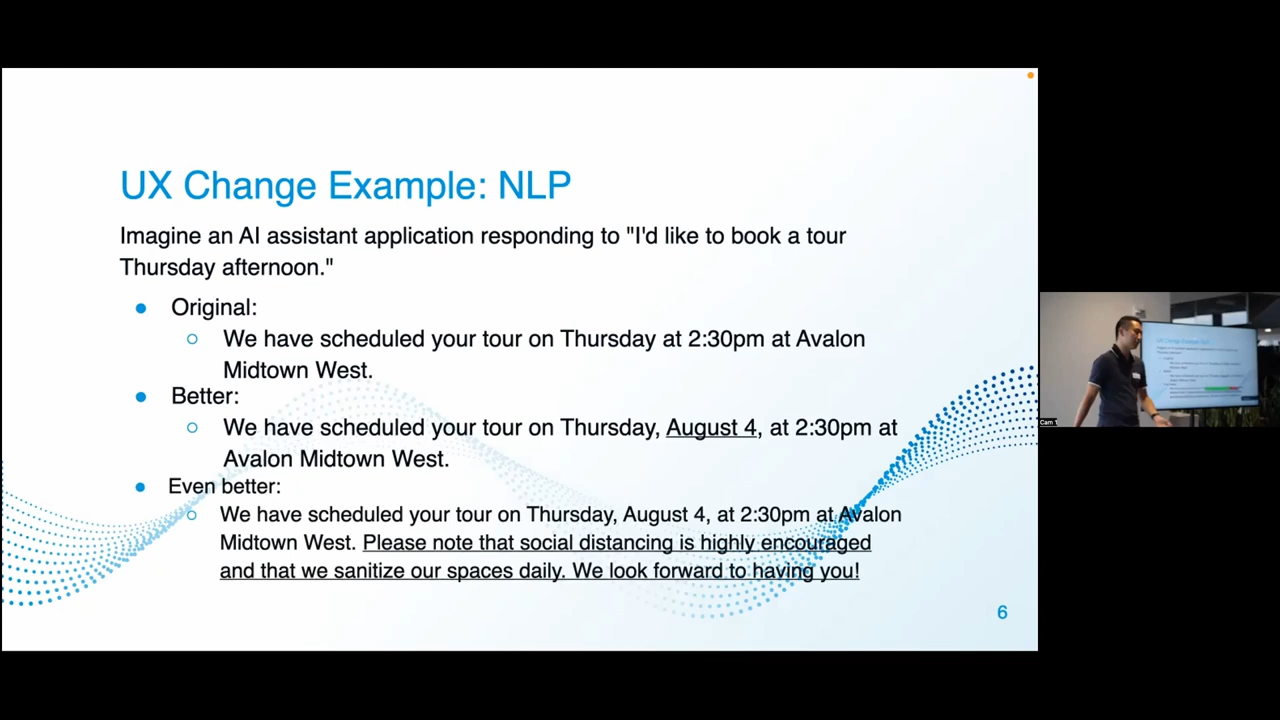 UX Change Example: NLP
Imagine an AI assistant application responding to "I'd like to book a tour
Thursday afternoon."
● Original:
○ We have scheduled your tour on Thursday at 2:30pm at Avalon
Midtown West.
● Better:
○ We have scheduled your tour on Thursday, August 4, at 2:30pm at
Avalon Midtown West.
● Even better:
○ We have scheduled your tour on Thursday, August 4, at 2:30pm at Avalon
Midtown West. Please note that social distancing is highly encouraged
and that we sanitize our spaces daily. We look forward to having you!
6
Cam 1